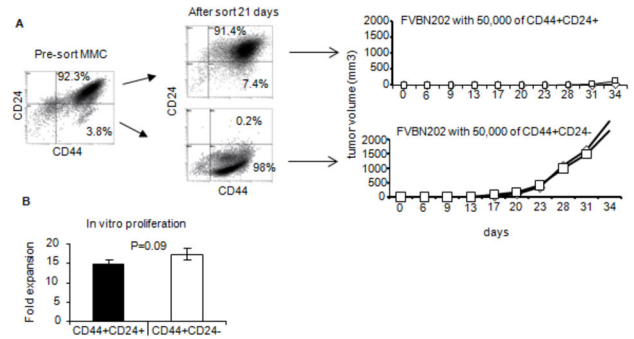 A
Pre-sort MMC
92.3%
3.8%
CD24
CD44
After sort 21 days
91.4%
7.4%
CD24
0.2%
98%
CD44
FVBN202 with 50,000 of CD44+CD24+
2000
1500
1000
500
0
0 6 9 13 17 20 23 28 31 34
tumor volume (mm3)
FVBN202 with 50,000 of CD44+CD24-
2000
1500
1000
500
0
0 6 9 13 17 20 23 28 31 34
days
B
In vitro proliferation
P=0.09
Fold expansion
20
15
10
5
0
CD44+CD24+ CD44+CD24-